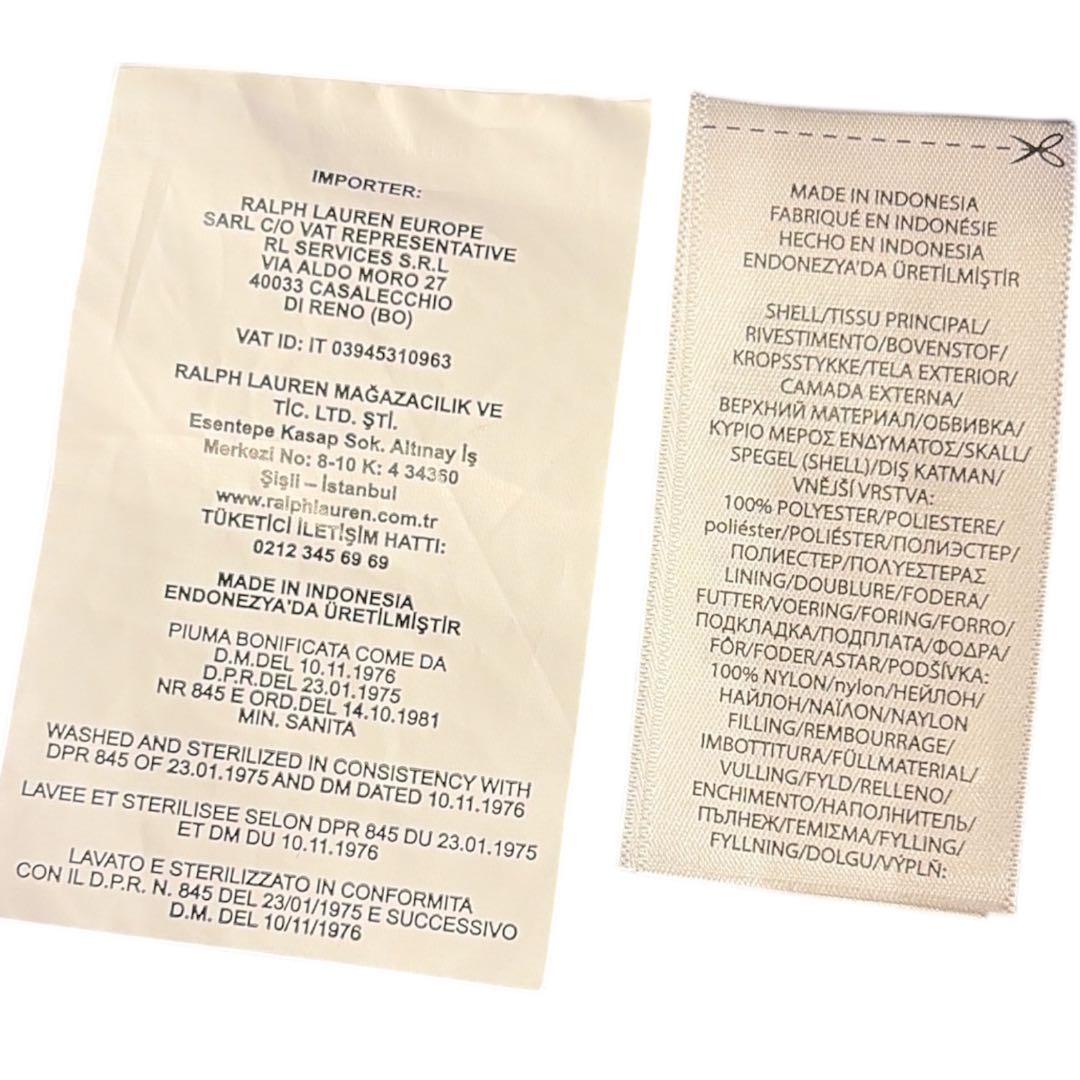 IMPORTER:
RALPH LAUREN EUROPE
SARL C/O VAT REPRESENTATIVE
RL SERVICES S.R.L
VIA ALDO MORO 27
40033 CASALECCHIO
DI RENO (BO)
VAT ID: IT 03945310963
RALPH LAUREN MAĞAZACILIK VE
TİC. LTD. ŞTİ.
Esentepe Kasap Sok. Altınay İş
Merkezi No: 8-10 K: 4 34360
Şişli – İstanbul
www.ralphlauren.com.tr
TÜKETİCİ İLETİŞİM HATTI:
0212 345 69 69
MADE IN INDONESIA
ENDONEZYA'DA ÜRETİLMİŞTİR
PIUMA BONIFICATA COME DA
D.M.DEL 10.11.1976
D.P.R.DEL 23.01.1975
NR 845 E ORD.DEL 14.10.1981
MIN. SANITA
WASHED AND STERILIZED IN CONSISTENCY WITH
DPR 845 OF 23.01.1975 AND DM DATED 10.11.1976
LAVEE ET STERILISEE SELON DPR 845 DU 23.01.1975
ET DM DU 10.11.1976
LAVATO E STERILIZZATO IN CONFORMITA
CON IL D.P.R. N. 845 DEL 23/01/1975 E SUCCESSIVO
D.M. DEL 10/11/1976
MADE IN INDONESIA
FABRIQUÉ EN INDONÉSIE
HECHO EN INDONESIA
ENDONEZYA'DA ÜRETİLMİŞTİR
SHELL/TISSU PRINCIPAL/
RIVESTIMENTO/BOVENSTOF/
KROPSSTYKKE/TELA EXTERIOR/
CAMADA EXTERNA/
ВЕРХНИЙ МАТЕРИАЛ/ОБВИВКА/
ΚΥΡΙΟ ΜΕΡΟΣ ΕΝΔΥΜΑΤΟΣ/SKALL/
SPEGEL (SHELL)/DIŞ KATMAN/
VNĚJŠÍ VRSTVA:
100% POLYESTER/POLIESTERE/
poliéster/POLIÉSTER/ПОЛИЭСТЕР/
ПОЛИЕСТЕР/ΠΟΛΥΕΣΤΕΡΑΣ
LINING/DOUBLURE/FODERA/
FUTTER/VOERING/FORING/FORRO/
ПОДКЛАДКА/ПОДПЛАТА/ΦΟΔΡΑ/
FÔR/FODER/ASTAR/PODŠÍVKA:
100% NYLON/nylon/НЕЙЛОН/
НАЙЛОН/ΝΑΪΛΟΝ/NAYLON
FILLING/REMBOURRAGE/
IMBOTTITURA/FÜLLMATERIAL/
VULLING/FYLD/RELLENO/
ENCHIMENTO/НАПОЛНИТЕЛЬ/
ПЪЛНЕЖ/ΓΕΜΙΣΜΑ/FYLLING/
FYLLNING/DOLGU/VÝPLŇ: